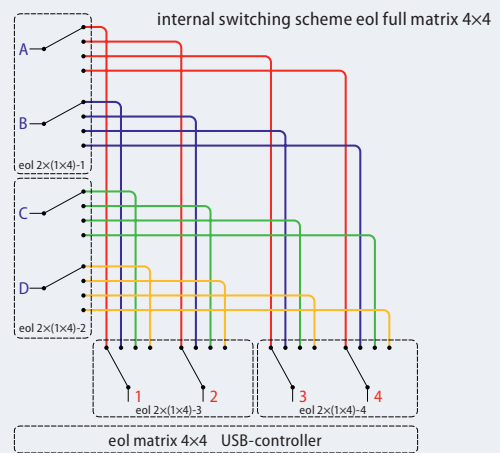 internal switching scheme eol full matrix 4×4
A
B
eol 2×(1×4)-1
C
D
eol 2×(1×4)-2
1 2 3 4
eol 2×(1×4)-3 eol 2×(1×4)-4
eol matrix 4×4 USB-controller